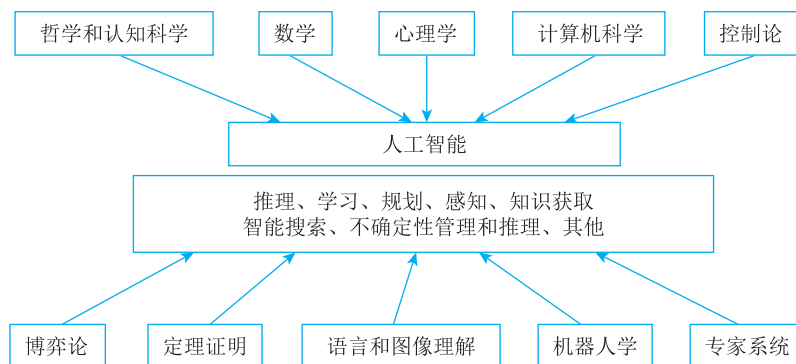 哲学和认知科学
数学
心理学
计算机科学
控制论
人工智能
推理、学习、规划、感知、知识获取
智能搜索、不确定性管理和推理、其他
博弈论
定理证明
语言和图像理解
机器人学
专家系统